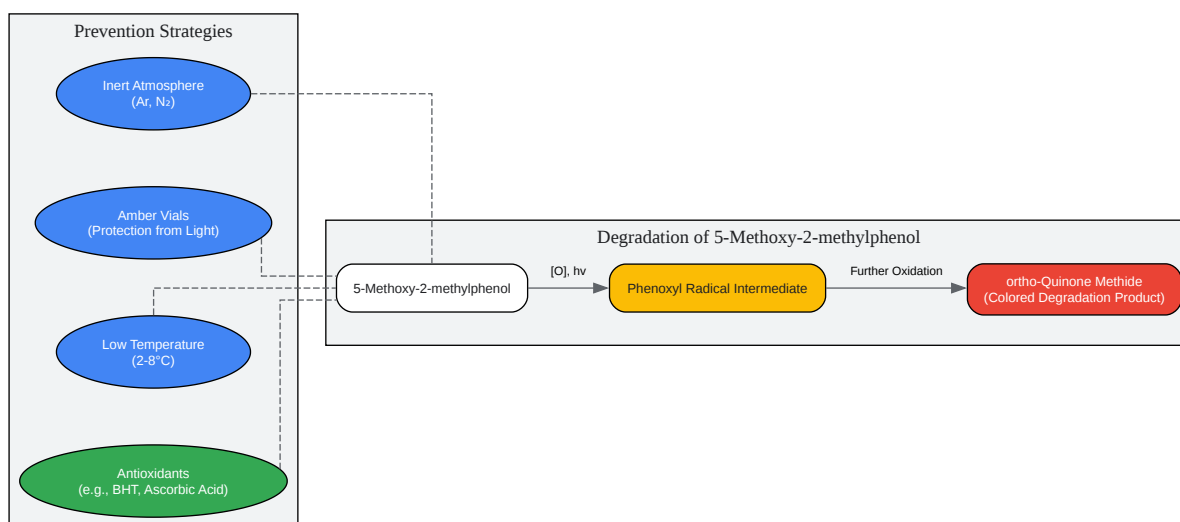 Prevention Strategies
Inert Atmosphere
(Ar, N₂)
Amber Vials
(Protection from Light)
Low Temperature
(2-8°C)
Antioxidants
(e.g., BHT, Ascorbic Acid)
Degradation of 5-Methoxy-2-methylphenol
5-Methoxy-2-methylphenol
[O], hv
Phenoxyl Radical Intermediate
Further Oxidation
ortho-Quinone Methide
(Colored Degradation Product)